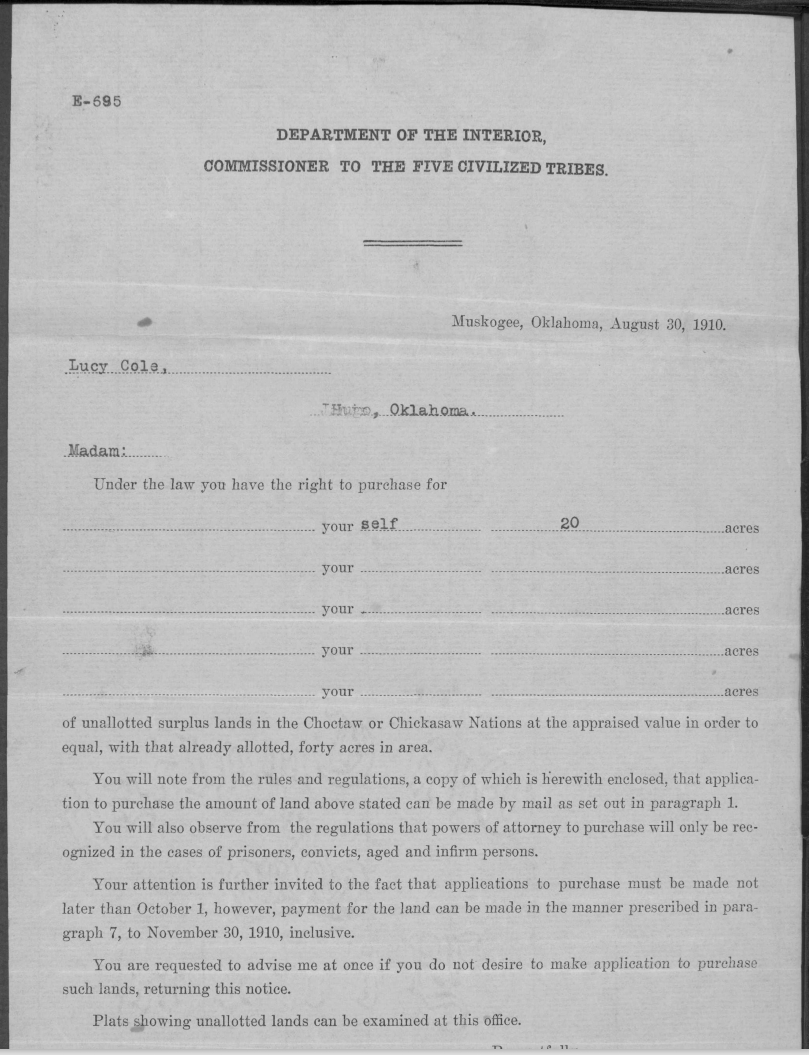 E-695
DEPARTMENT OF THE INTERIOR,
COMMISSIONER TO THE FIVE CIVILIZED TRIBES.
Muskogee, Oklahoma, August 30, 1910.
Lucy Cole,
Oklahoma.
Madam:
Under the law you have the right to purchase for
your self 20 acres
your acres
your acres
your acres
your acres
of unallotted surplus lands in the Choctaw or Chickasaw Nations at the appraised value in order to
equal, with that already allotted, forty acres in area.
You will note from the rules and regulations, a copy of which is herewith enclosed, that applica-
tion to purchase the amount of land above stated can be made by mail as set out in paragraph 1.
You will also observe from the regulations that powers of attorney to purchase will only be rec-
ognized in the cases of prisoners, convicts, aged and infirm persons.
Your attention is further invited to the fact that applications to purchase must be made not
later than October 1, however, payment for the land can be made in the manner prescribed in para-
graph 7, to November 30, 1910, inclusive.
You are requested to advise me at once if you do not desire to make application to purchase
such lands, returning this notice.
Plats showing unallotted lands can be examined at this office.